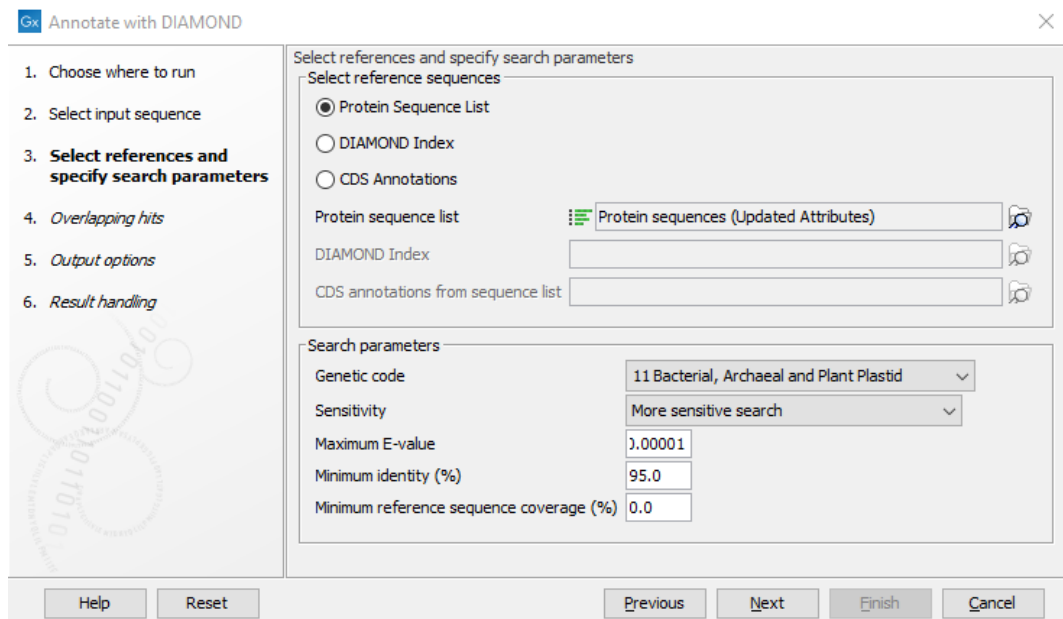 Gx Annotate with DIAMOND
1. Choose where to run
2. Select input sequence
3. Select references and
specify search parameters
4. Overlapping hits
5. Output options
6. Result handling
Select references and specify search parameters
Select reference sequences
Protein Sequence List
DIAMOND Index
CDS Annotations
Protein sequence list Protein sequences (Updated Attributes)
DIAMOND Index
CDS annotations from sequence list
Search parameters
Genetic code 11 Bacterial, Archaeal and Plant Plastid
Sensitivity More sensitive search
Maximum E-value 0.00001
Minimum identity (%) 95.0
Minimum reference sequence coverage (%) 0.0
Help Reset Previous Next Finish Cancel